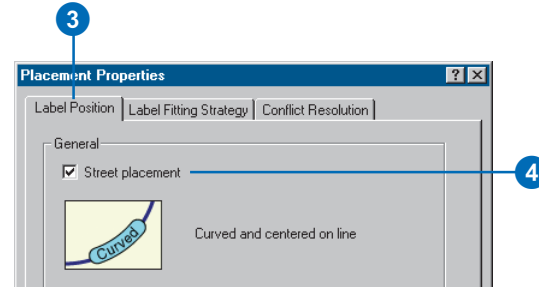 3
Placement Properties
Label Position Label Fitting Strategy Conflict Resolution
General
Street placement
4
Curved
Curved and centered on line